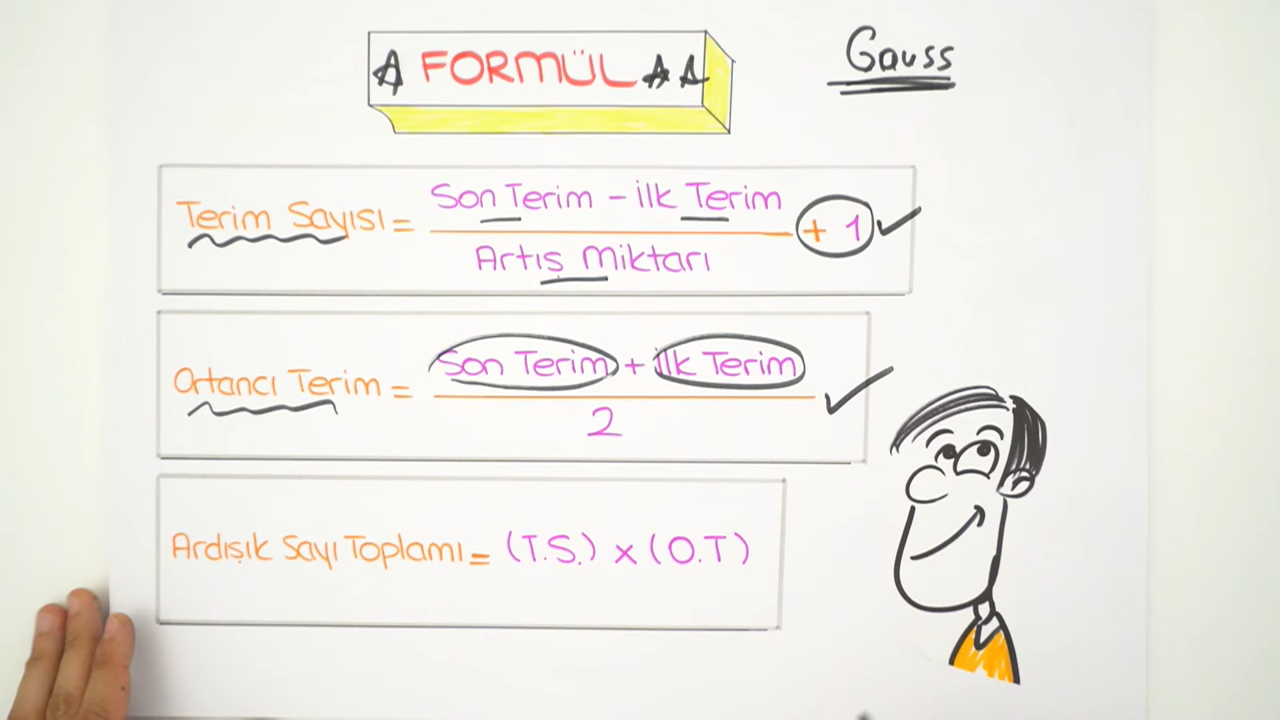 A FORMÜL A A
Gauss
Terim Sayısı = Son Terim - İlk Terim + 1
Artış Miktarı
Ortancı Terim = Son Terim + İlk Terim
2
Ardışık Sayı Toplamı = (T.S.) x (O.T)